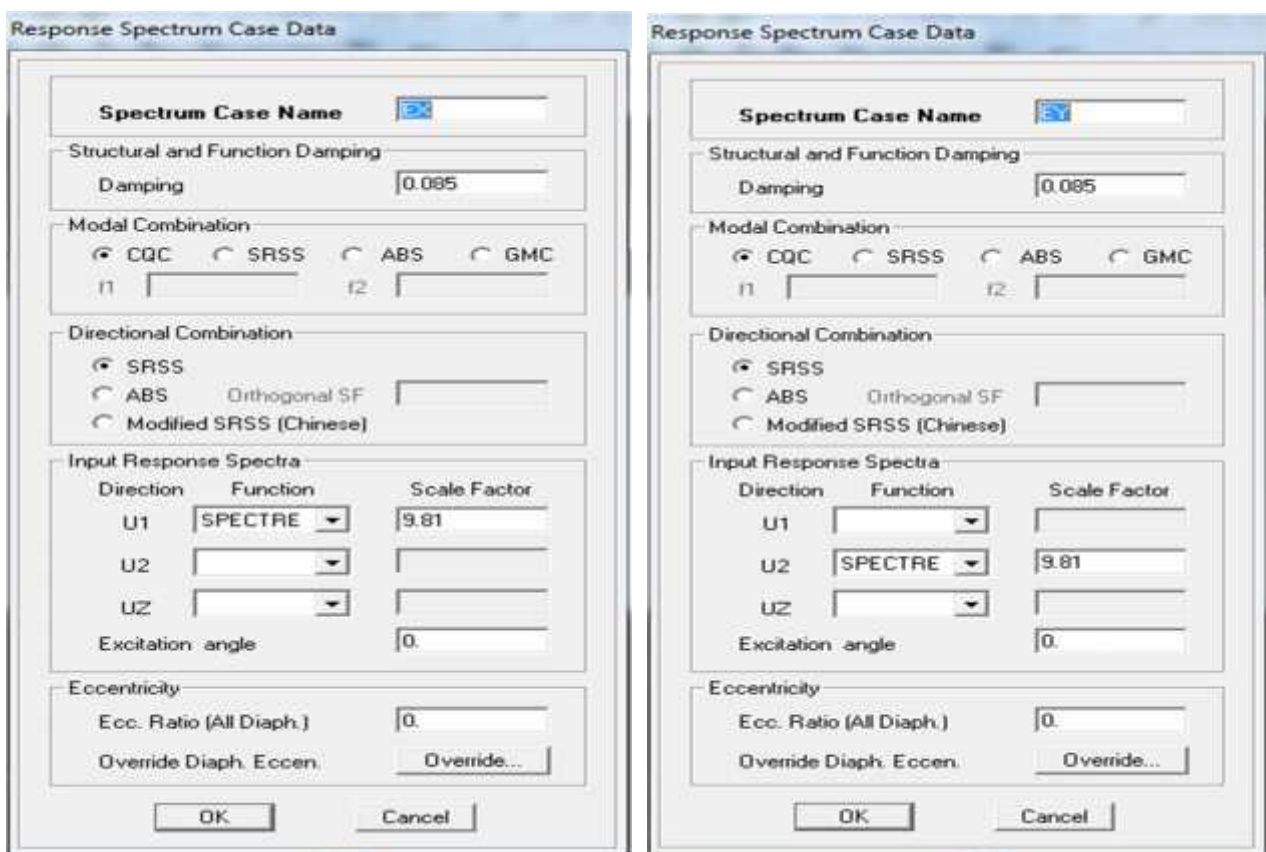 Response Spectrum Case Data
Spectrum Case Name EX
Structural and Function Damping
Damping 0.085
Modal Combination
CQC SRSS ABS GMC
f1 f2
Directional Combination
SRSS
ABS Orthogonal SF
Modified SRSS (Chinese)
Input Response Spectra
Direction Function Scale Factor
U1 SPECTRE 9.81
U2
UZ
Excitation angle 0.
Eccentricity
Ecc. Ratio (All Diaph.) 0.
Override Diaph. Eccen. Override...
OK Cancel
Response Spectrum Case Data
Spectrum Case Name EY
Structural and Function Damping
Damping 0.085
Modal Combination
CQC SRSS ABS GMC
f1 f2
Directional Combination
SRSS
ABS Orthogonal SF
Modified SRSS (Chinese)
Input Response Spectra
Direction Function Scale Factor
U1
U2 SPECTRE 9.81
UZ
Excitation angle 0.
Eccentricity
Ecc. Ratio (All Diaph.) 0.
Override Diaph. Eccen. Override...
OK Cancel